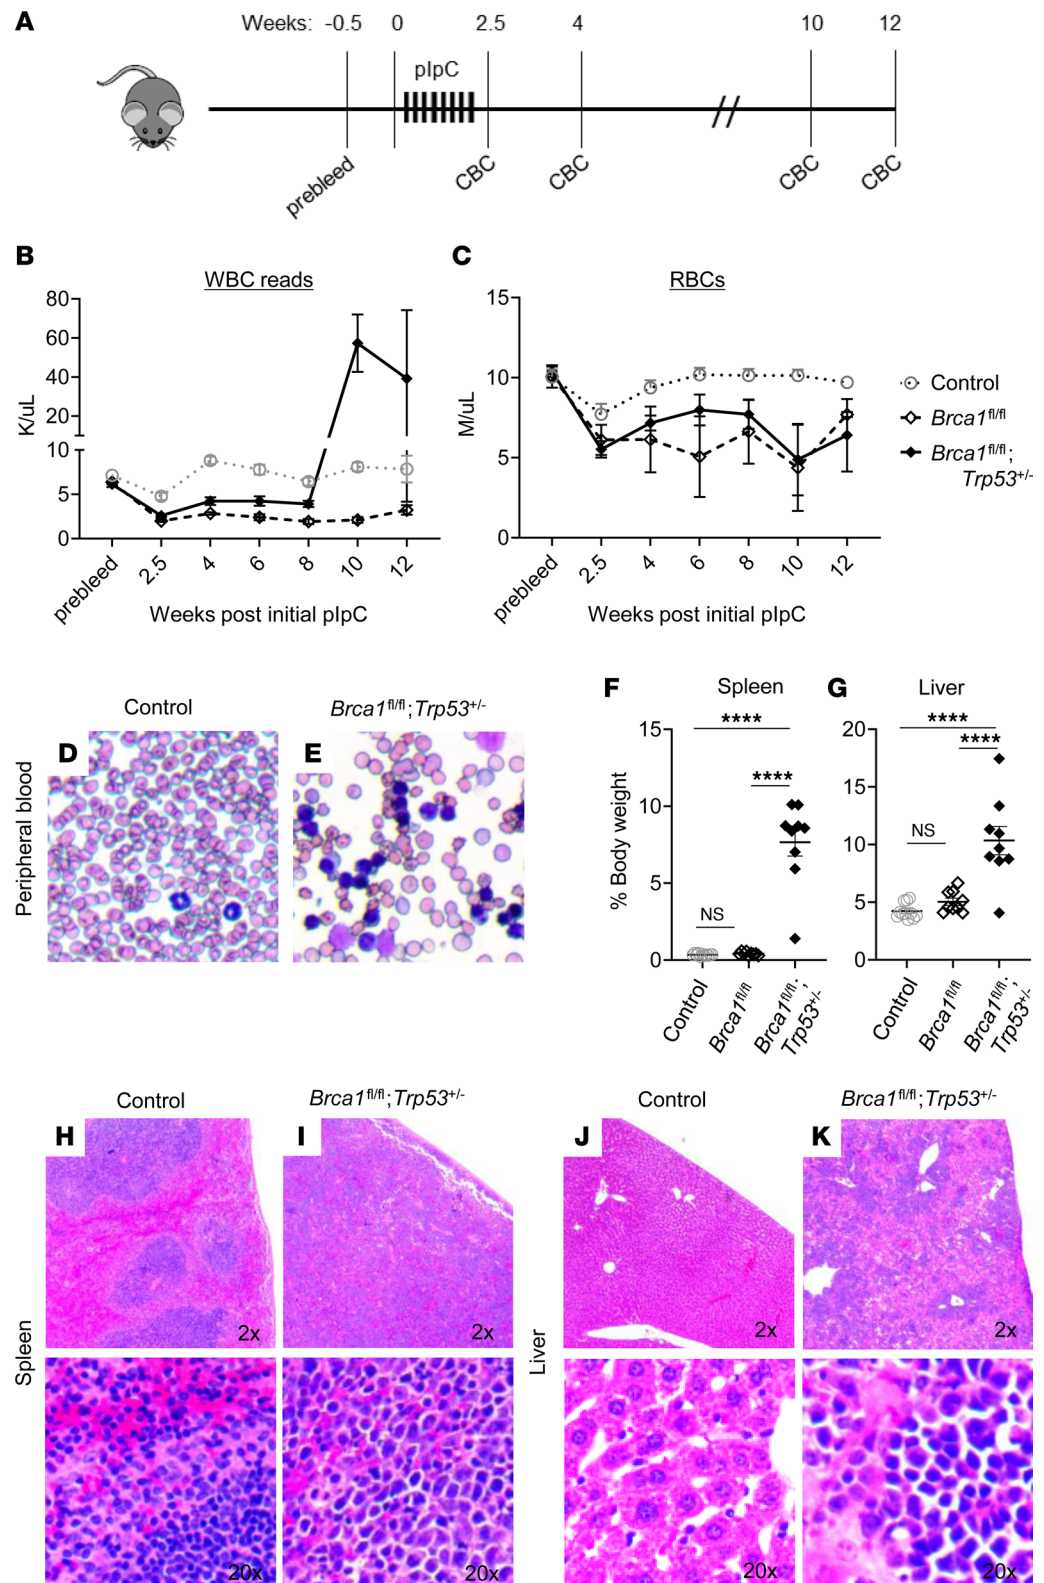 A
Weeks: -0.5 0 2.5 4 10 12
pIpC
prebleed CBC CBC CBC CBC
B
WBC reads
K/uL
80
60
40
20
10
5
0
prebleed 2.5 4 6 8 10 12
Weeks post initial pIpC
C
RBCs
M/uL
15
10
5
0
prebleed 2.5 4 6 8 10 12
Weeks post initial pIpC
Control
Brca1fl/fl
Brca1fl/fl;
Trp53+/-
Control Brca1fl/fl;Trp53+/-
Peripheral blood
D E
F
Spleen
% Body weight
15
10
5
0
****
****
NS
Control Brca1fl/fl Brca1fl/fl;
Trp53+/-
G
Liver
20
15
10
5
0
****
****
NS
Control Brca1fl/fl Brca1fl/fl;
Trp53+/-
Control Brca1fl/fl;Trp53+/- Control Brca1fl/fl;Trp53+/-
H I J K
Spleen
Liver
2x 2x 2x 2x
20x 20x 20x 20x